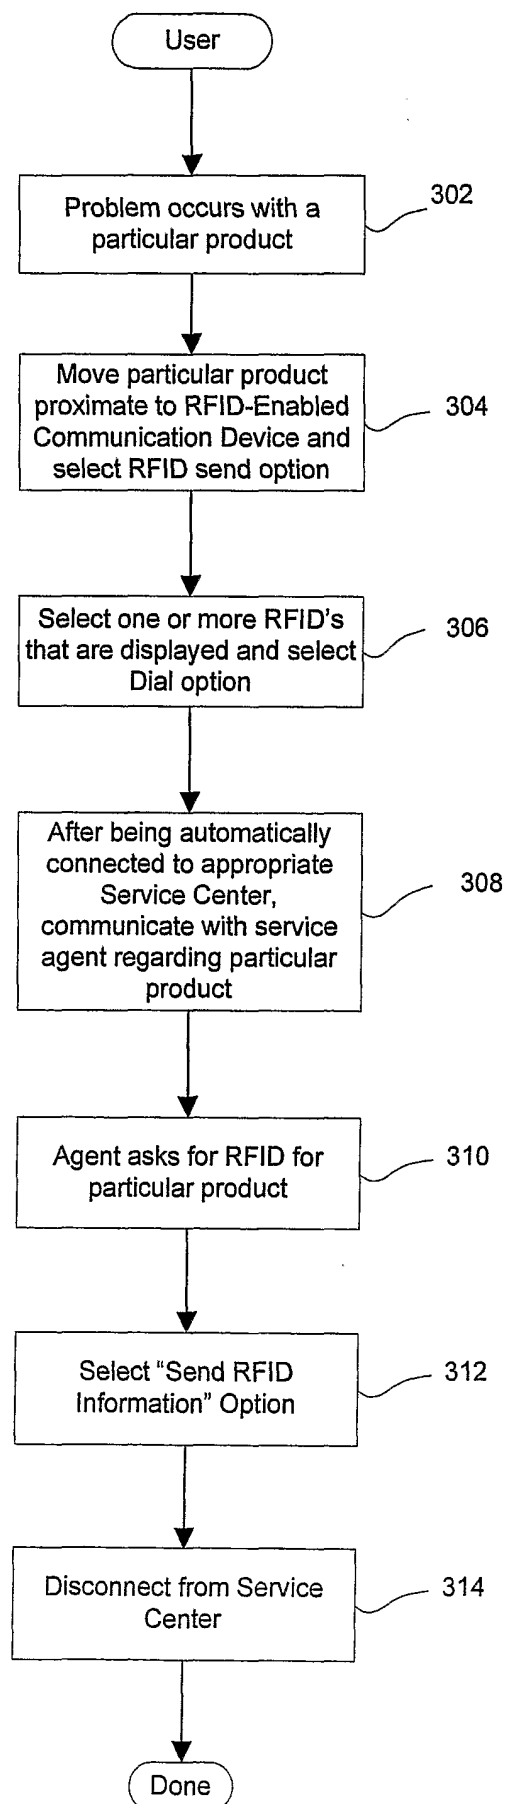 User
Problem occurs with a
particular product
302
Move particular product
proximate to RFID-Enabled
Communication Device and
select RFID send option
304
Select one or more RFID's
that are displayed and select
Dial option
306
After being automatically
connected to appropriate
Service Center,
communicate with service
agent regarding particular
product
308
Agent asks for RFID for
particular product
310
Select “Send RFID
Information” Option
312
Disconnect from Service
Center
314
Done